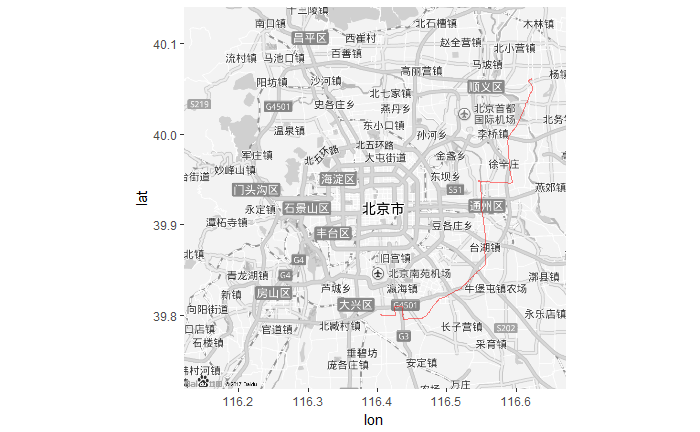 十三陵镇
南口镇
北石槽镇
木林镇
昌平区
西崔村
赵全营镇
北小营镇
40.1
流村镇
马池口镇
百善镇
马坡镇
高丽营镇
杨镇
阳坊镇
沙河镇
顺义区
北七家镇
S219
G4501
史各庄乡
燕丹乡
北京首都
国际机场
北务
温泉镇
东小口镇
孙河乡
李桥镇
40.0
北五环路
北五环路
军庄镇
大屯街道
金盏乡
徐辛庄
妙峰山镇
台街道
海淀区
东坝乡
燕郊镇
门头沟区
S51
永定镇
石景山区
北京市
通州区
39.9
潭柘寺镇
丰台区
豆各庄乡
台湖镇
北镇
G4
旧宫镇
青龙湖镇
G4
北京南苑机场
漷县镇
新镇
房山区
芦城乡
瀛海镇
牛堡屯镇农场
向阳街道
大兴区
G4501
永乐店镇
39.8
口店镇
官道镇
北臧村镇
长子营镇
S202
石楼镇
G3
采育镇
垂碧坊
庞各庄镇
安定镇
韩村河镇
万庄
农场
Baidu
© 2017 Baidu
lat
116.2
116.3
116.4
116.5
116.6
lon